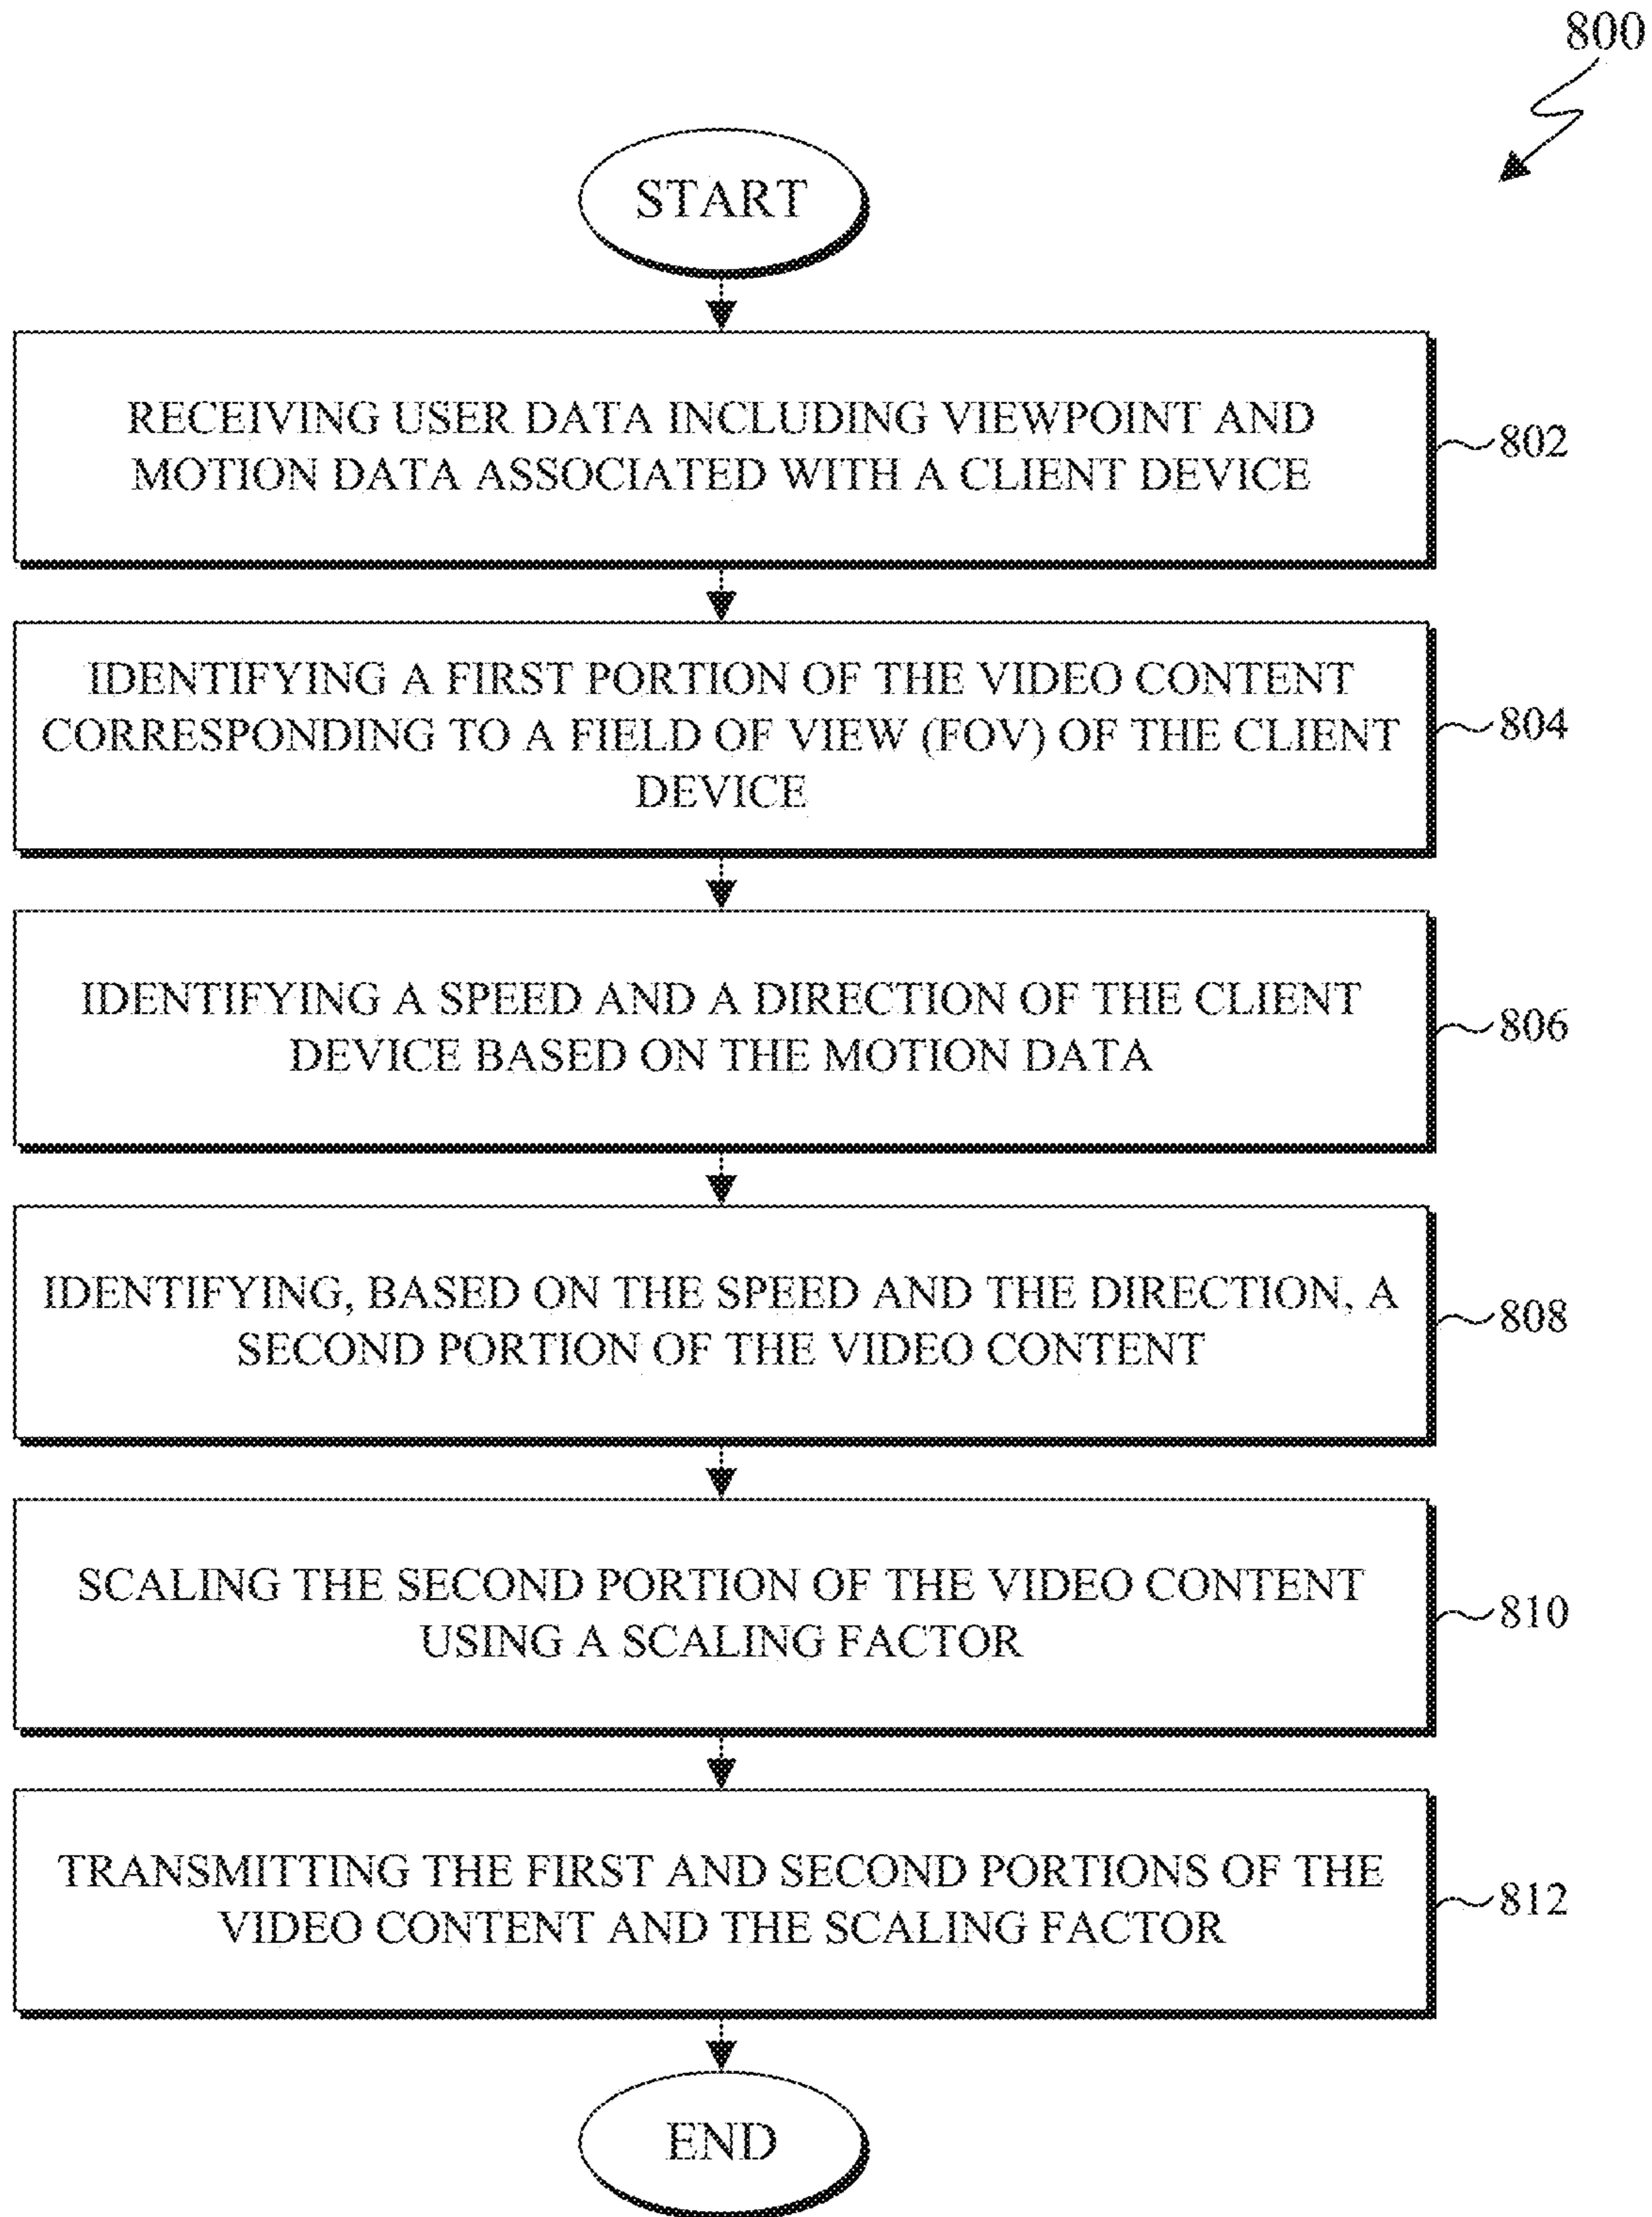 800
START
RECEIVING USER DATA INCLUDING VIEWPOINT AND
MOTION DATA ASSOCIATED WITH A CLIENT DEVICE
802
IDENTIFYING A FIRST PORTION OF THE VIDEO CONTENT
CORRESPONDING TO A FIELD OF VIEW (FOV) OF THE CLIENT
DEVICE
804
IDENTIFYING A SPEED AND A DIRECTION OF THE CLIENT
DEVICE BASED ON THE MOTION DATA
806
IDENTIFYING, BASED ON THE SPEED AND THE DIRECTION, A
SECOND PORTION OF THE VIDEO CONTENT
808
SCALING THE SECOND PORTION OF THE VIDEO CONTENT
USING A SCALING FACTOR
810
TRANSMITTING THE FIRST AND SECOND PORTIONS OF THE
VIDEO CONTENT AND THE SCALING FACTOR
812
END